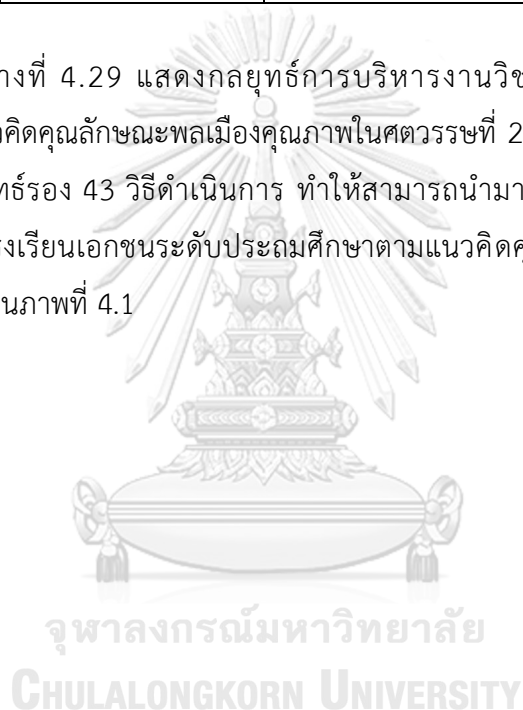 างที่ 4.29 แสดงกลยุทธ์การบริหารงานวิช
คิดคุณลักษณะพลเมืองคุณภาพในศตวรรษที่ 2
ทธ์รอง 43 วิธีดำเนินการ ทำให้สามารถนำมา
รงเรียนเอกชนระดับประถมศึกษาตามแนวคิดคุ
นภาพที่ 4.1
จุฬาลงกรณ์มหาวิทยาลัย
CHULALONGKORN UNIVERSITY